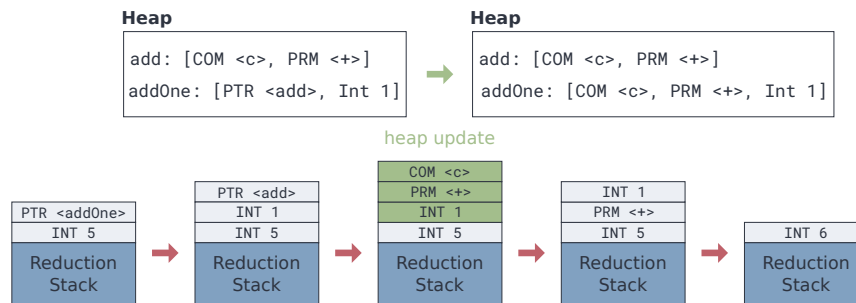 Heap
add: [COM <c>, PRM <+>]
addOne: [PTR <add>, Int 1]
Heap
add: [COM <c>, PRM <+>]
addOne: [COM <c>, PRM <+>, Int 1]
heap update
PTR <addOne>
INT 5
Reduction
Stack
PTR <add>
INT 1
INT 5
Reduction
Stack
COM <c>
PRM <+>
INT 1
INT 5
Reduction
Stack
INT 1
PRM <+>
INT 5
Reduction
Stack
INT 6
Reduction
Stack